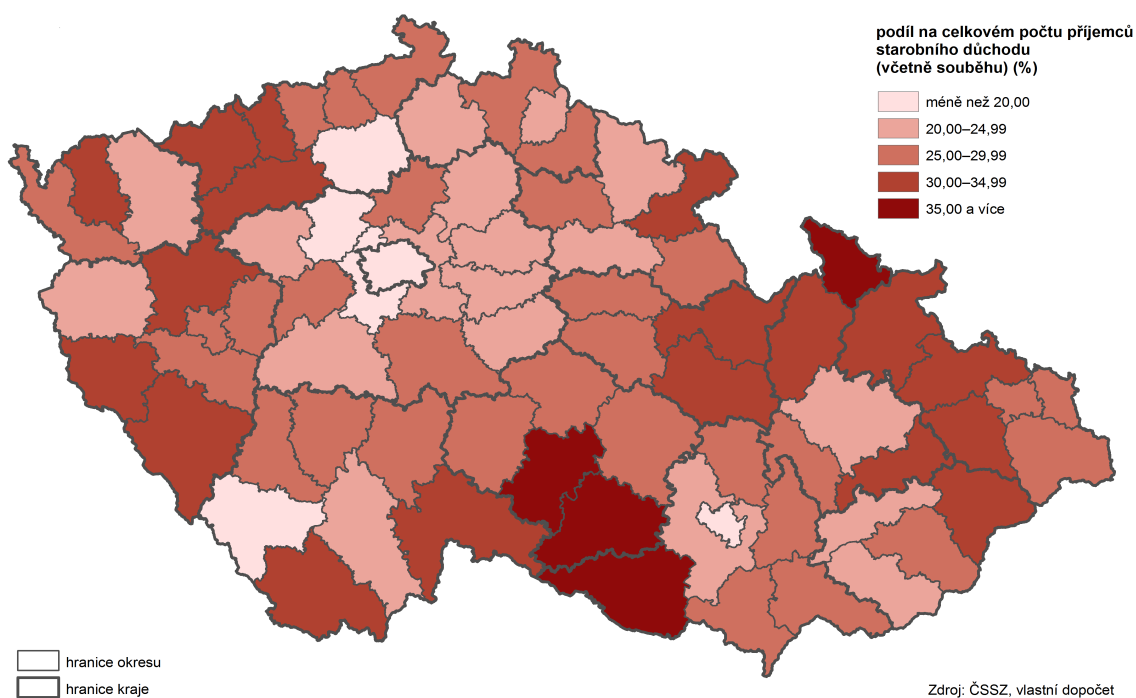 podíl na celkovém počtu příjemců
starobního důchodu
(včetně souběhu) (%)
méně než 20,00
20,00–24,99
25,00–29,99
30,00–34,99
35,00 a více
hranice okresu
hranice kraje
Zdroj: ČSSZ, vlastní dopočet